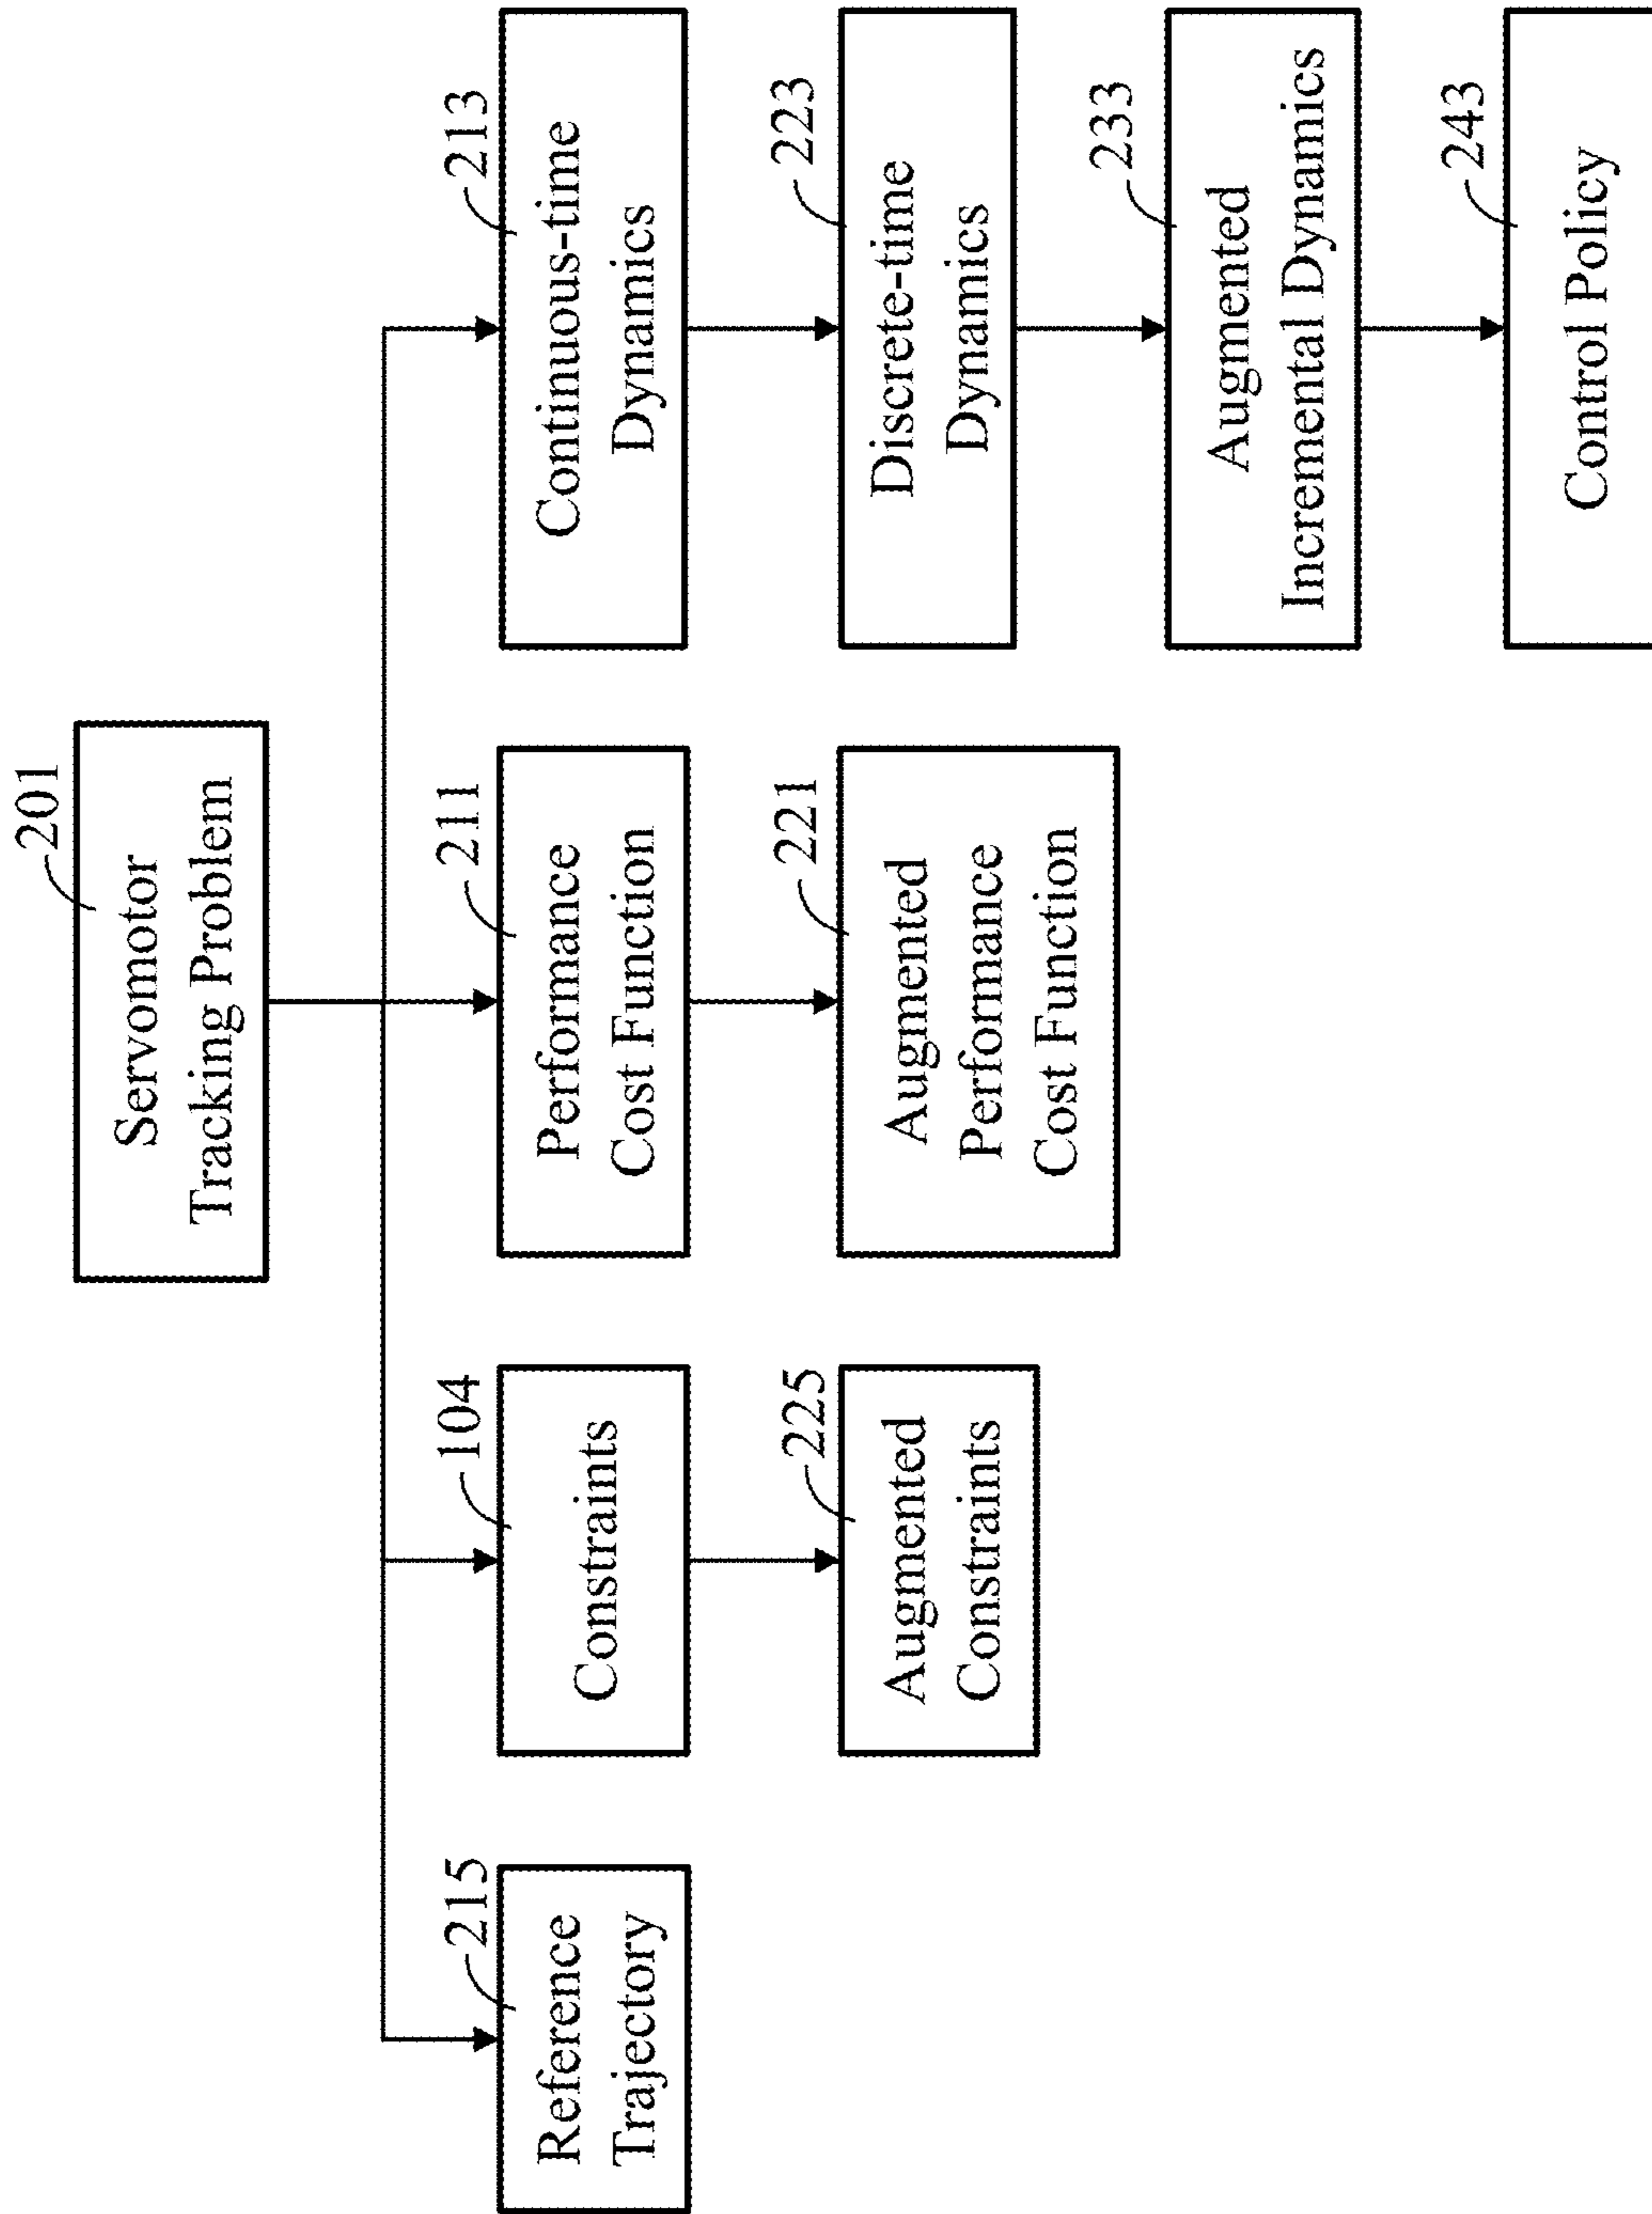 201
Servomotor
Tracking Problem
215
Reference
Trajectory
104
Constraints
211
Performance
Cost Function
213
Continuous-time
Dynamics
225
Augmented
Constraints
221
Augmented
Performance
Cost Function
223
Discrete-time
Dynamics
233
Augmented
Incremental Dynamics
243
Control Policy